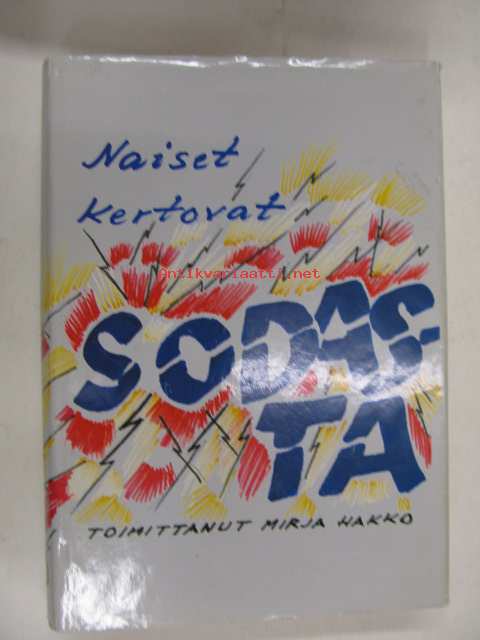 Naiset
kertovat
Antikvariaatti.net
SODAS-
TA
TOIMITTANUT MIRJA HAKKO